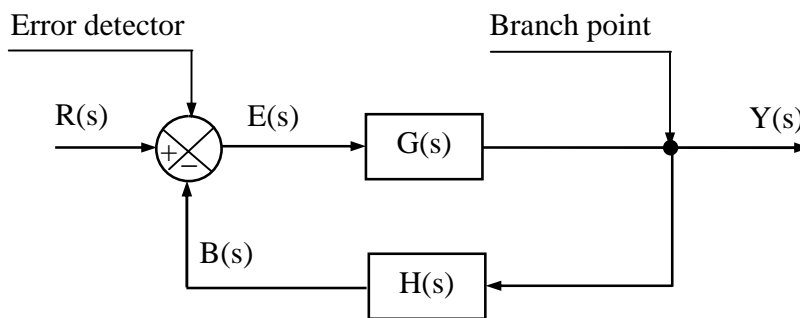 Error detector
Branch point
R(s)
E(s)
Y(s)
G(s)
+
−
B(s)
H(s)